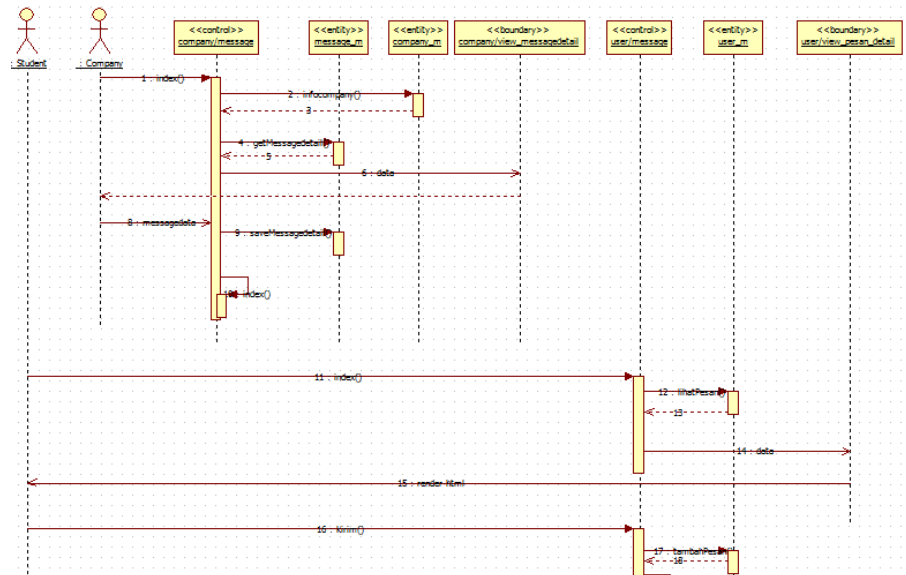 <<control>>
company/message
<<entity>>
message_m
<<entity>>
company_m
<<boundary>>
company/view_messagedetail
<<control>>
user/message
<<entity>>
user_m
<<boundary>>
user/view_pesan_detail
: Student
: Company
1 : index()
2 : infocompany()
3
4 : getMessagedetail()
5
6 : data
8 : messagedata
9 : saveMessagedetail()
index()
11 : index()
12 : lihatPesan()
13
14 : data
15 : render html
16 : Kirim()
17 : tambahPesan()
18